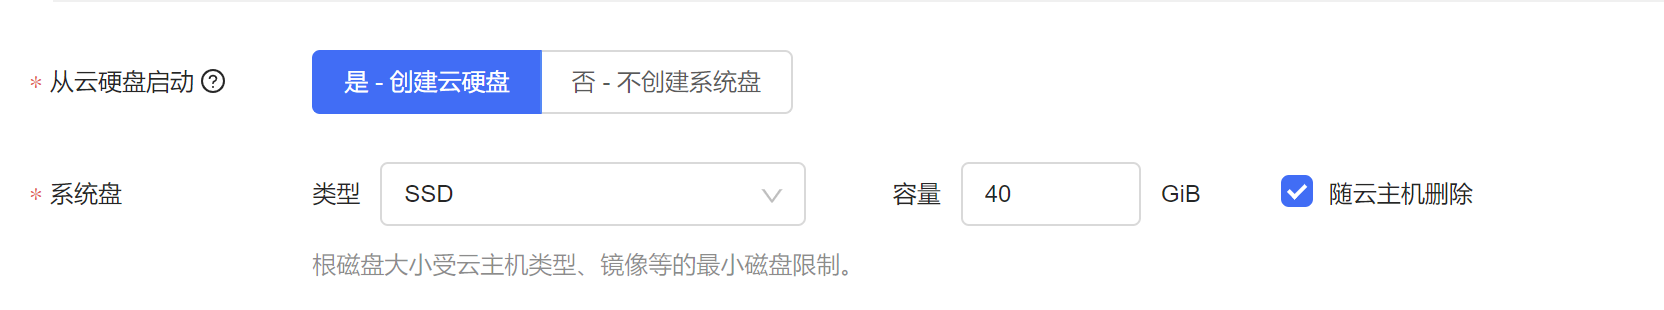 * 从云硬盘启动 ? 是 - 创建云硬盘 否 - 不创建系统盘
* 系统盘 类型 SSD 容量 40 GiB 随云主机删除
根磁盘大小受云主机类型、镜像等的最小磁盘限制。